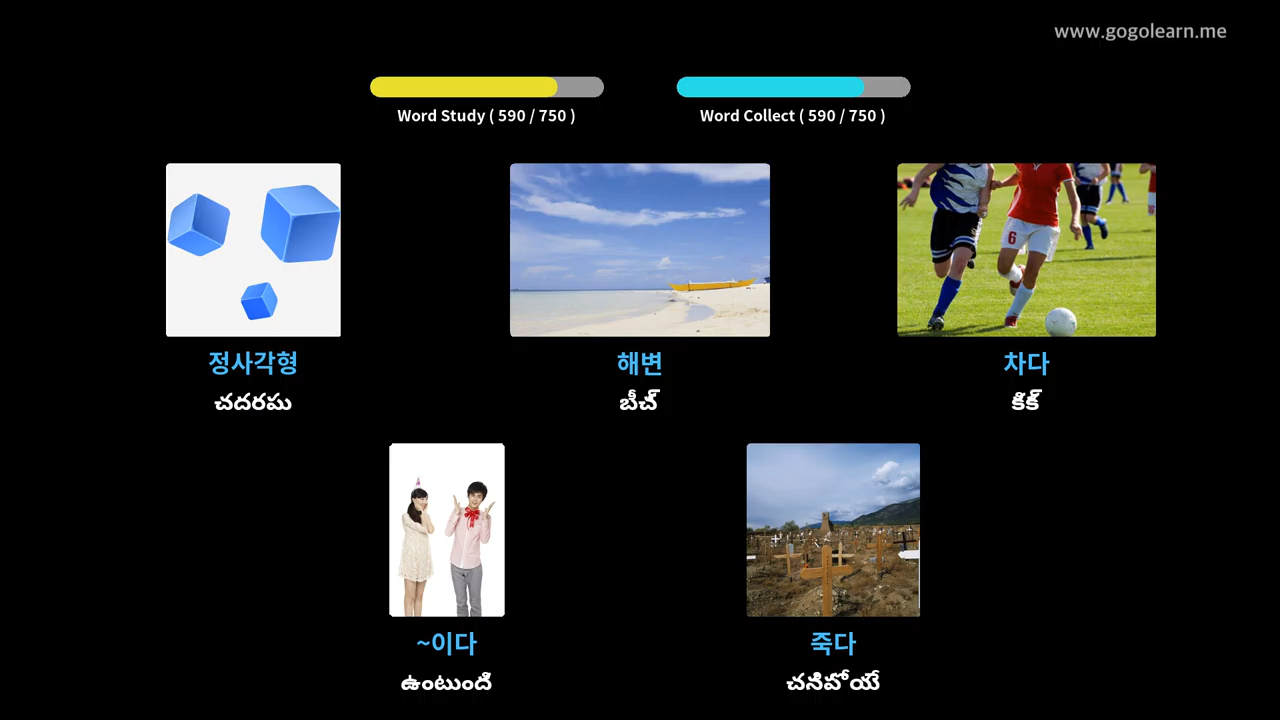 www.gogolearn.me
Word Study ( 590 / 750 )
Word Collect ( 590 / 750 )
정사각형
చదరపు
해변
బీచ్
차다
కిక్
6
~이다
ఉంటుంది
죽다
చనిపోయే